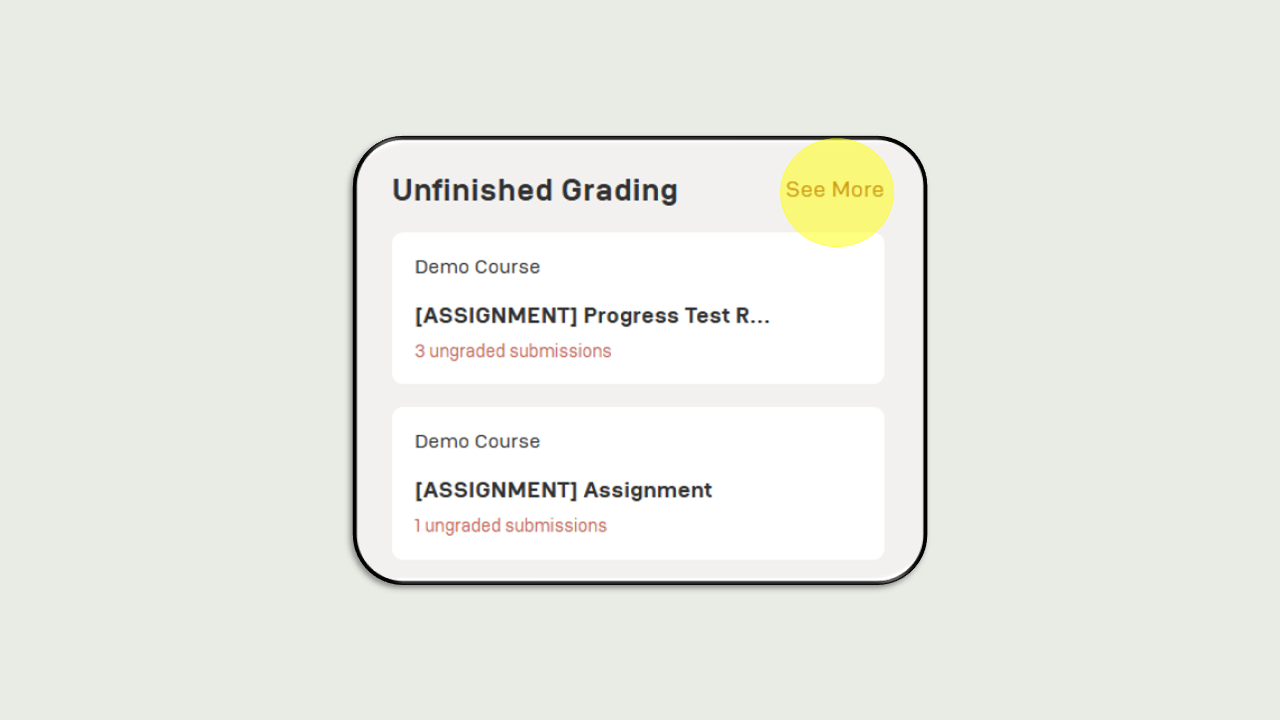 Unfinished Grading
See More
Demo Course
[ASSIGNMENT] Progress Test R...
3 ungraded submissions
Demo Course
[ASSIGNMENT] Assignment
1 ungraded submissions